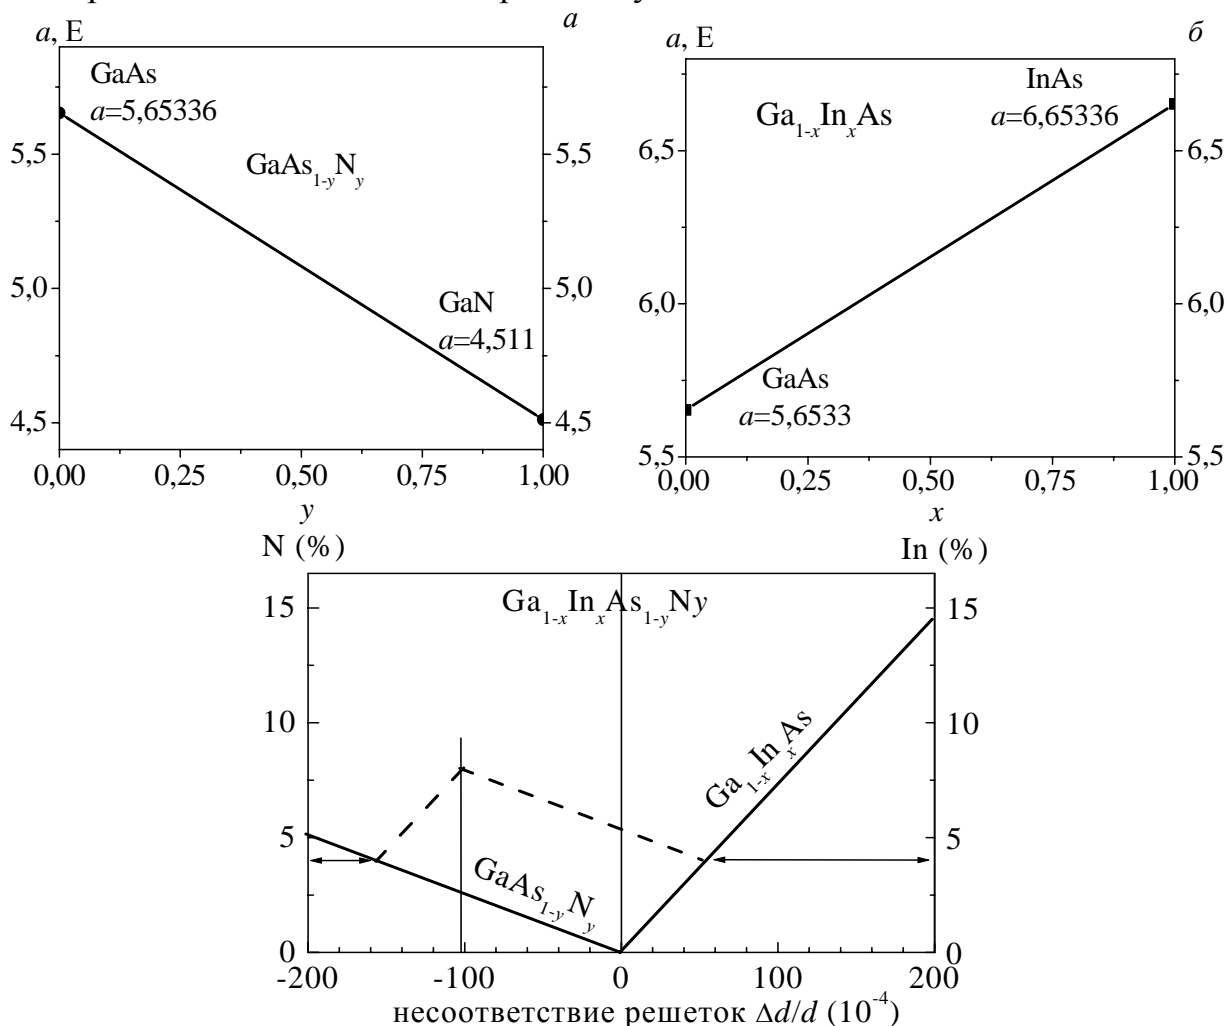 а
a, E
GaAs
a=5,65336
GaAs1-yNy
GaN
a=4,511
5,5
5,0
4,5
5,5
5,0
4,5
0,00 0,25 0,50 0,75 1,00
y
б
a, E
InAs
a=6,65336
Ga1-xInxAs
GaAs
a=5,6533
6,5
6,0
5,5
6,5
6,0
5,5
0,00 0,25 0,50 0,75 1,00
x
N (%) In (%)
Ga1-xInxAs1-yNy
15 15
10 10
5 5
0 0
Ga1-xInxAs
GaAs1-yNy
-200 -100 0 100 200
несоответствие решеток Δd/d (10-4)